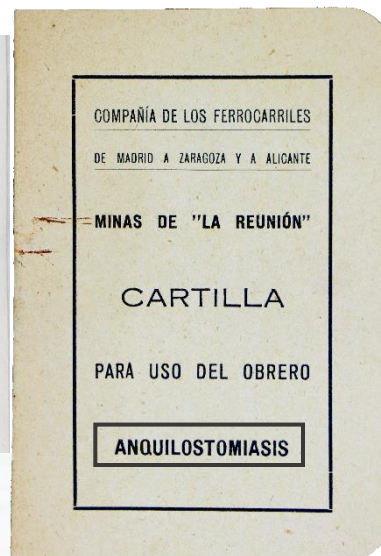 COMPAÑÍA DE LOS FERROCARRILES
DE MADRID A ZARAGOZA Y A ALICANTE
MINAS DE "LA REUNIÓN"
CARTILLA
PARA USO DEL OBRERO
ANQUILOSTOMIASIS